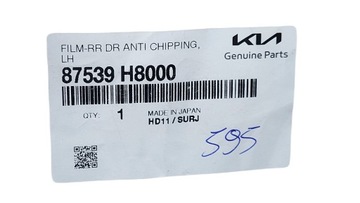 FILM-RR DR ANTI CHIPPING,
LH
KIA
Genuine Parts
87539 H8000
QTY: 1
MADE IN JAPAN
HD11 / SURJ
595